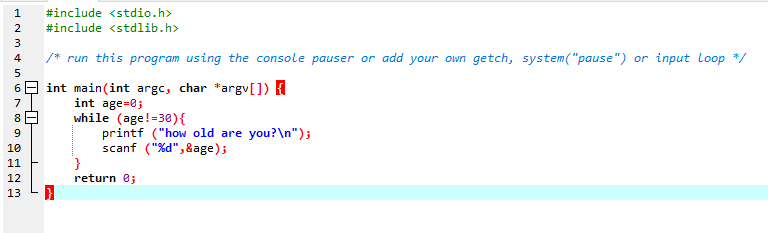 1 #include <stdio.h>
2 #include <stdlib.h>
3
4 /* run this program using the console pauser or add your own getch, system("pause") or input loop */
5
6 int main(int argc, char *argv[]) {
7 int age=0;
8 while (age!=30){
9 printf ("how old are you?\n");
10 scanf ("%d",&age);
11 }
12 return 0;
13 }